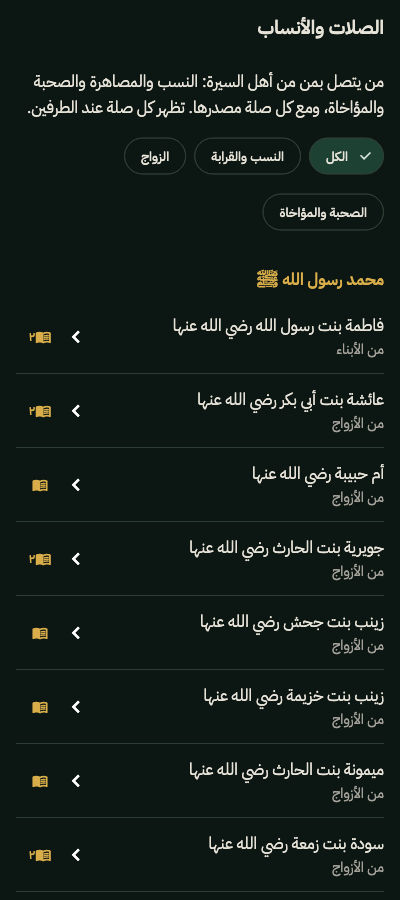 الصلات والأنساب
من يتصل بمن من أهل السيرة: النسب والمصاهرة والصحبة
والمؤاخاة، ومع كل صلة مصدرها. تظهر كل صلة عند الطرفين.
الكل
النسب والقرابة
الزواج
الصحبة والمؤاخاة
محمد رسول الله ﷺ
فاطمة بنت رسول الله رضي الله عنها
من الأبناء
٢
عائشة بنت أبي بكر رضي الله عنها
من الأزواج
٢
أم حبيبة رضي الله عنها
من الأزواج
جويرية بنت الحارث رضي الله عنها
من الأزواج
٢
زينب بنت جحش رضي الله عنها
من الأزواج
زينب بنت خزيمة رضي الله عنها
من الأزواج
ميمونة بنت الحارث رضي الله عنها
من الأزواج
سودة بنت زمعة رضي الله عنها
من الأزواج
٢